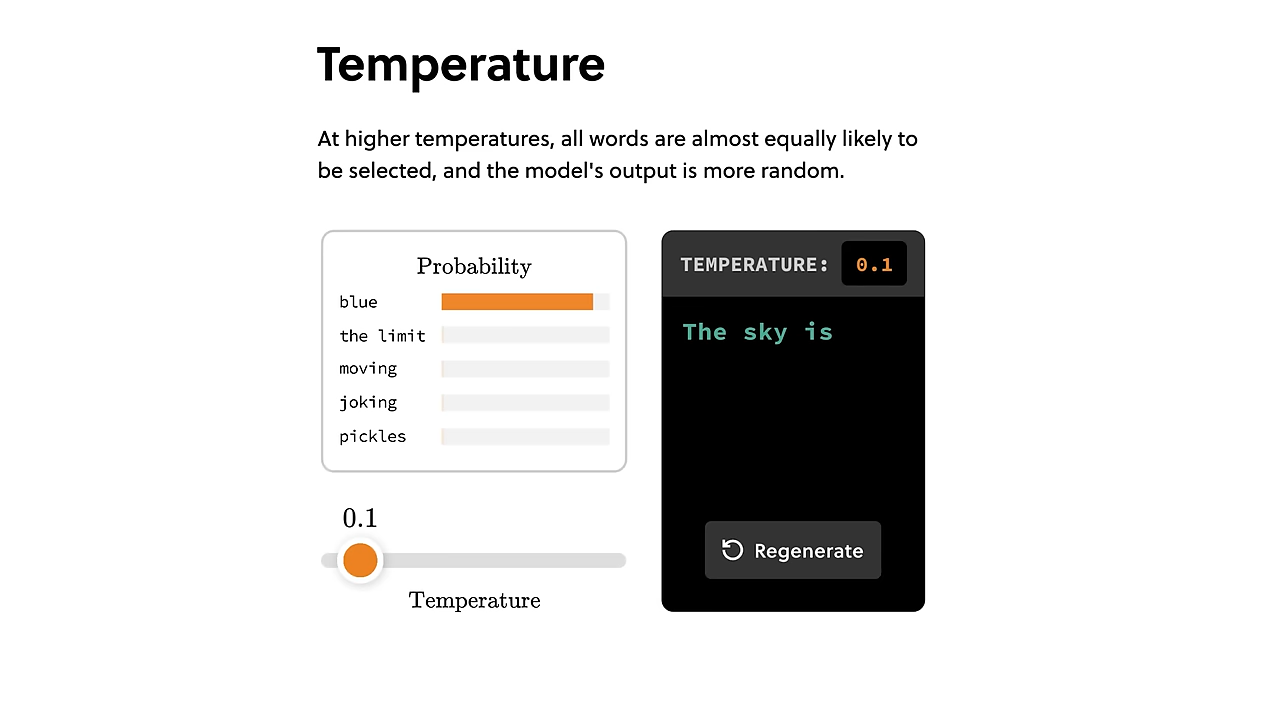 Temperature
At higher temperatures, all words are almost equally likely to
be selected, and the model's output is more random.
Probability
blue
the limit
moving
joking
pickles
0.1
Temperature
TEMPERATURE: 0.1
The sky is
Regenerate